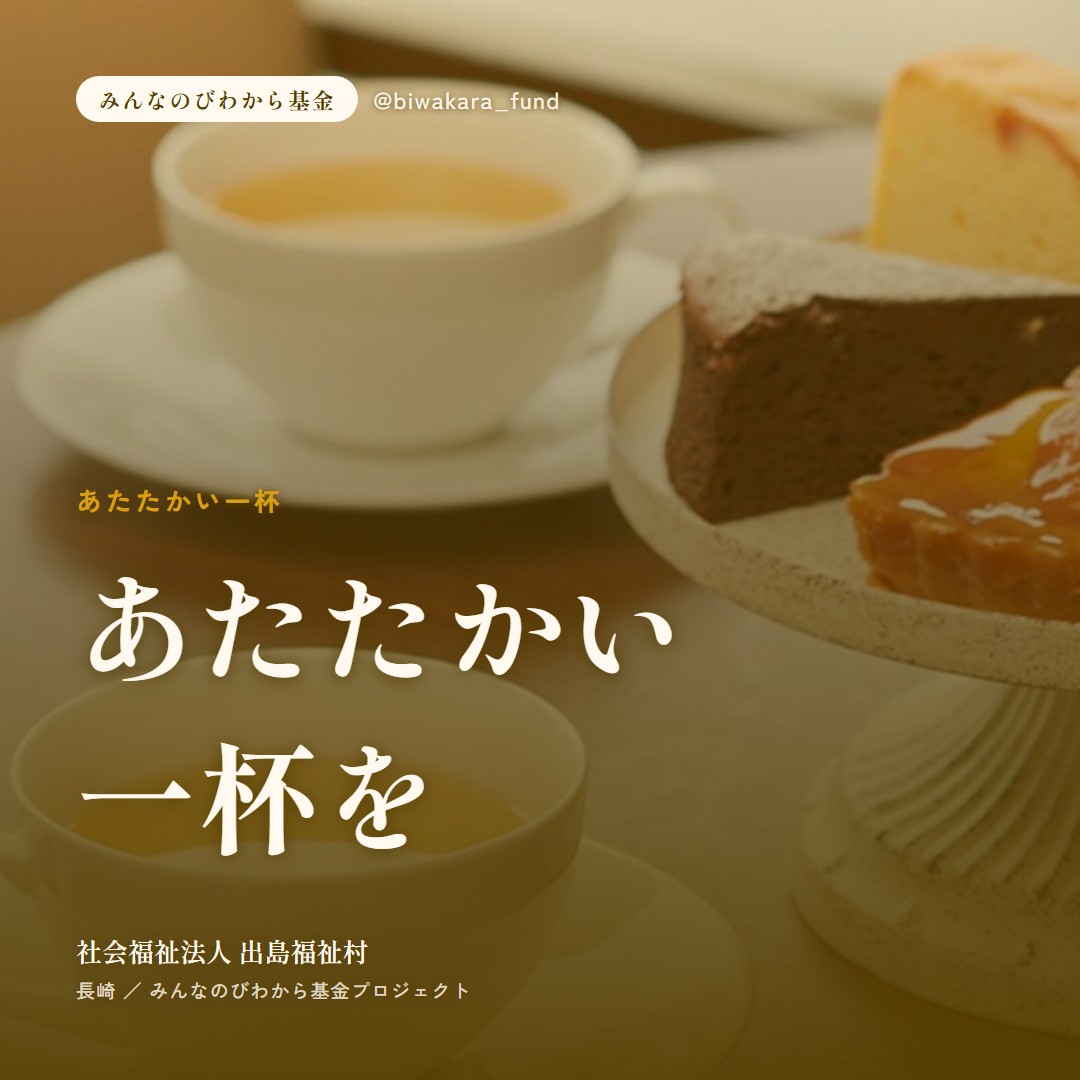 みんなのびわから基金 @biwakara_fund
あたたかい一杯
あたたかい
一杯を
社会福祉法人 出島福祉村
長崎 ／ みんなのびわから基金プロジェクト